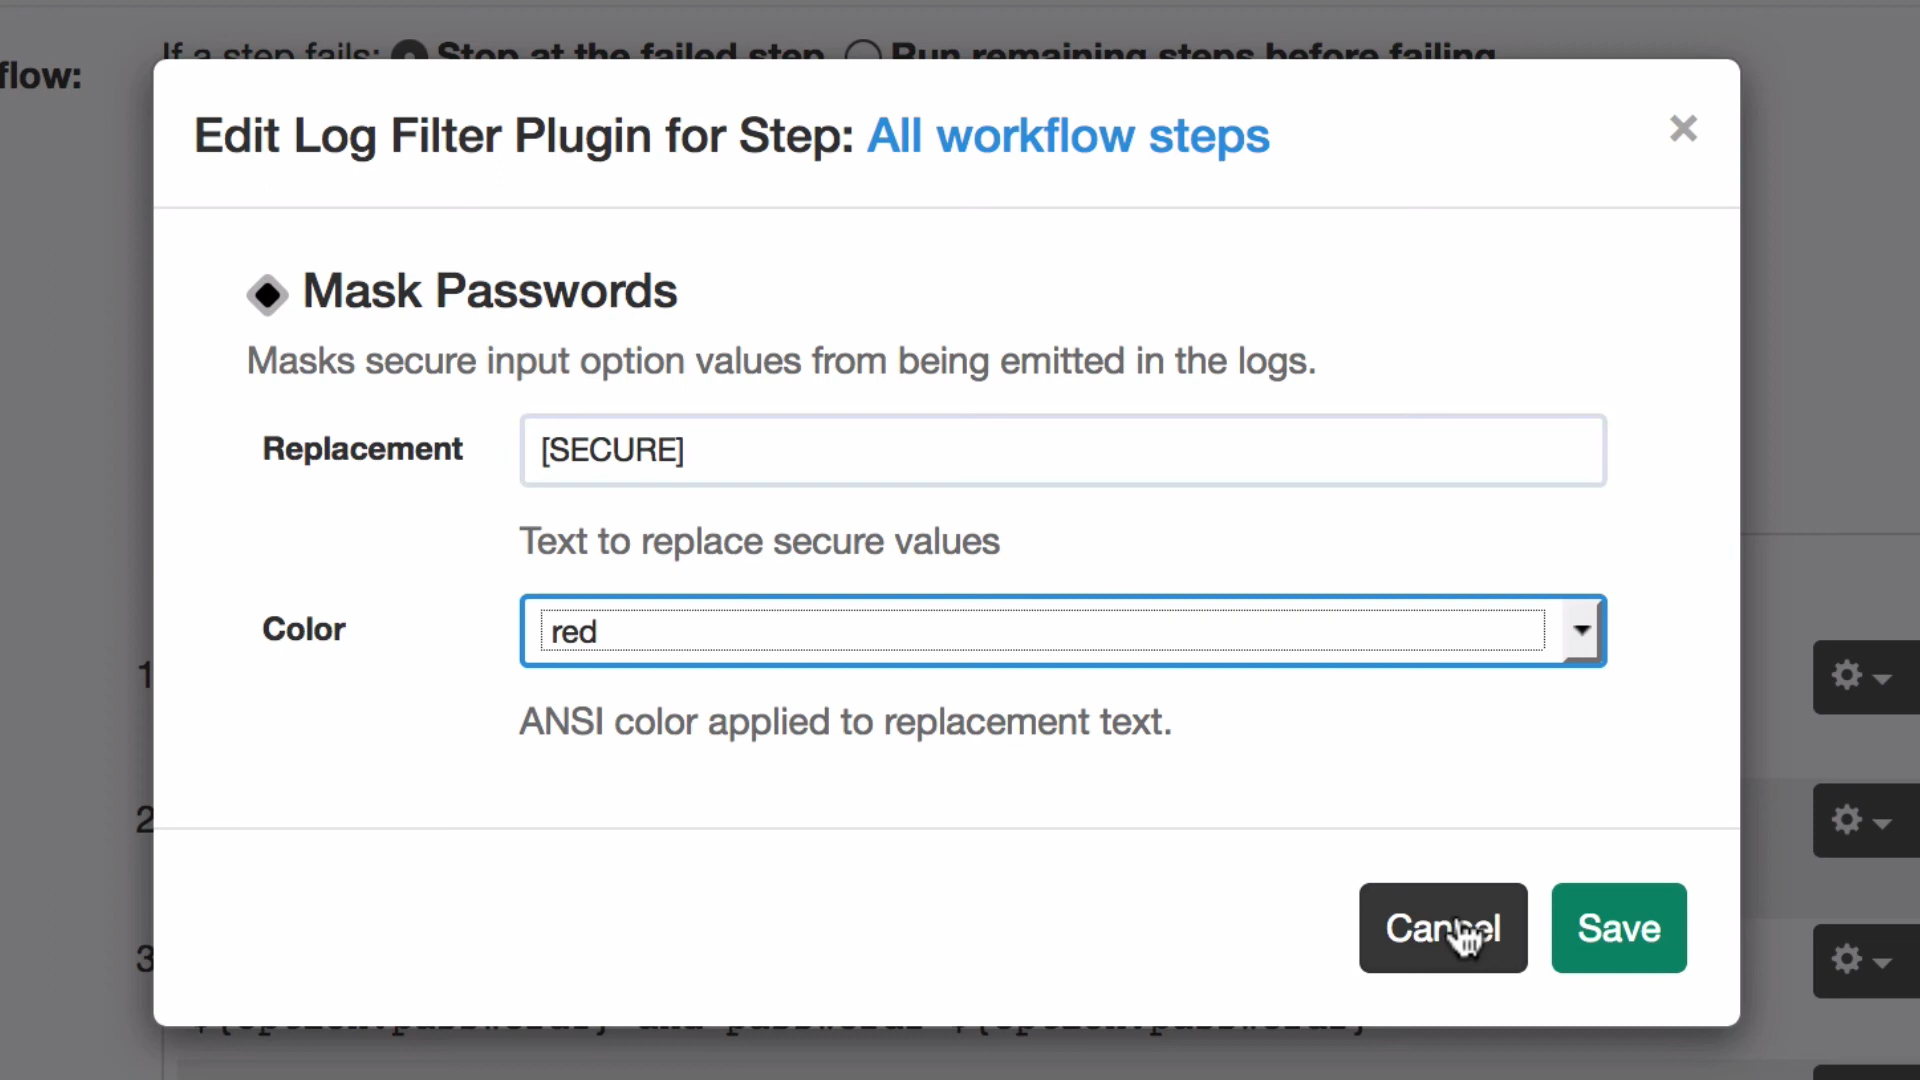 If a step fails: Stop at the failed step Run remaining steps before failing
flow:
Edit Log Filter Plugin for Step: All workflow steps
×
Mask Passwords
Masks secure input option values from being emitted in the logs.
Replacement [SECURE]
Text to replace secure values
Color red
ANSI color applied to replacement text.
1
2
3
Cancel Save